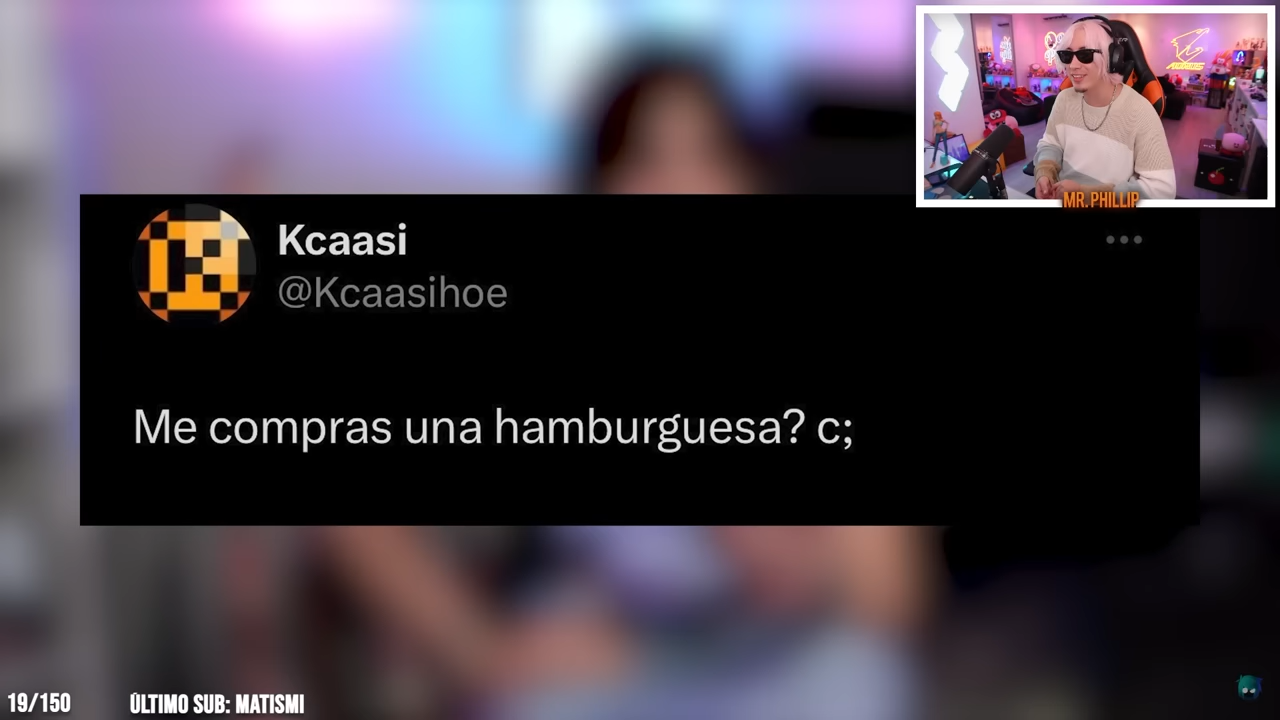 Kcaasi
@Kcaasihoe
Me compras una hamburguesa? c;
MR.PHILLIP
19/150
ÚLTIMO SUB: MATISMI